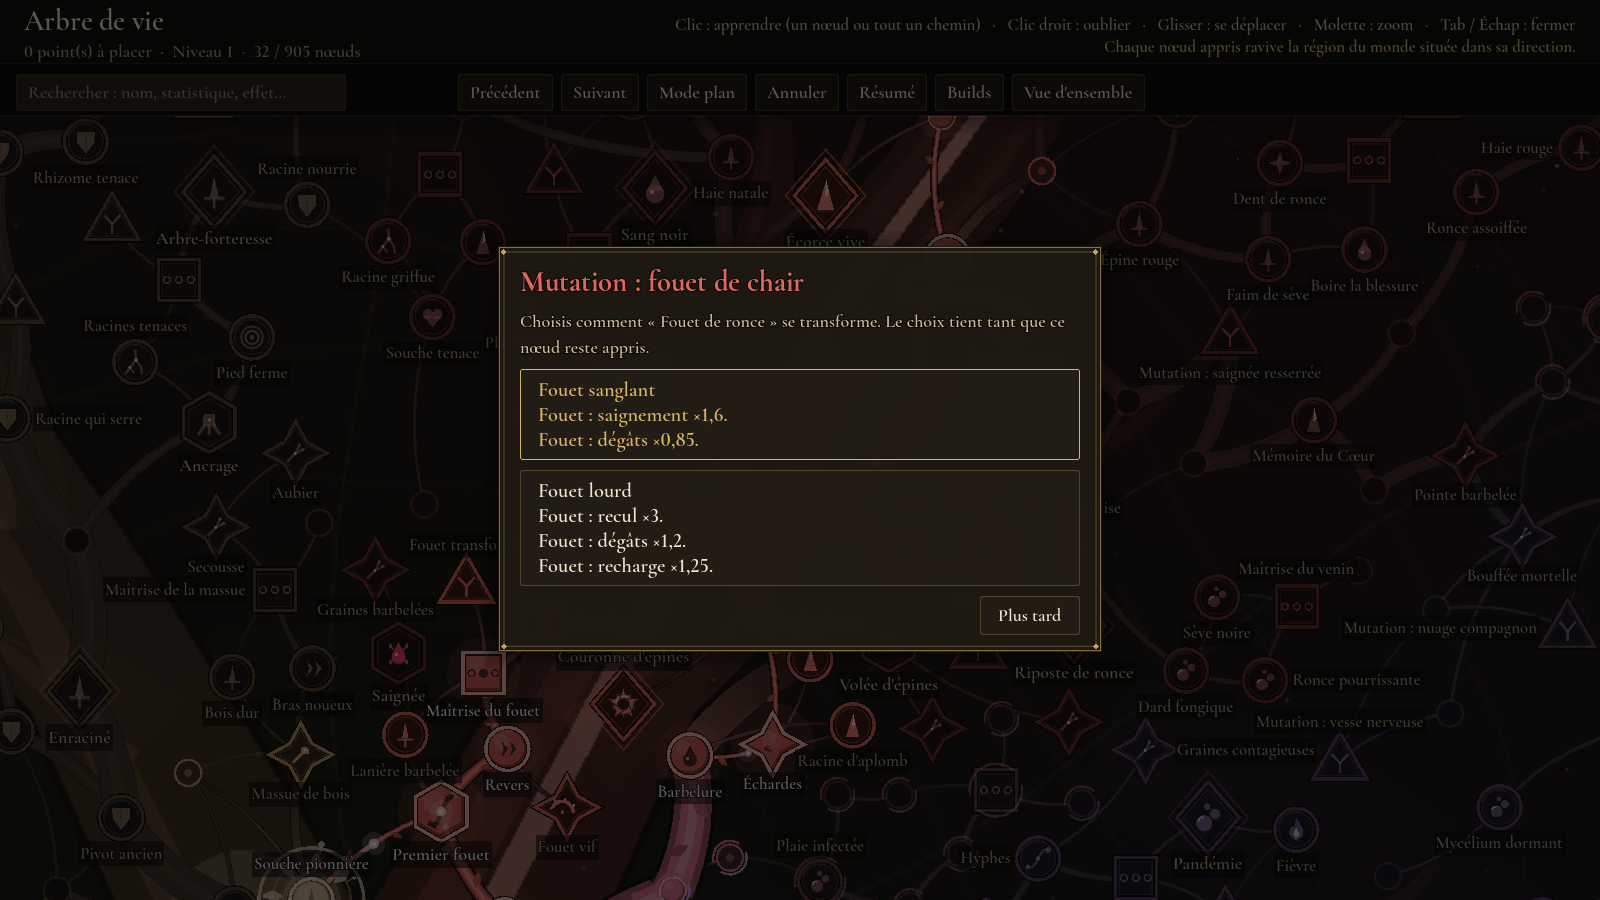 Arbre de vie
0 point(s) à placer · Niveau 1 · 32 / 905 nœuds
Clic : apprendre (un nœud ou tout un chemin) · Clic droit : oublier · Glisser : se déplacer · Molette : zoom · Tab / Échap : fermer
Chaque nœud appris ravive la région du monde située dans sa direction.
Rechercher : nom, statistique, effet...
Précédent
Suivant
Mode plan
Annuler
Résumé
Builds
Vue d'ensemble
Rhizome tenace
Racine nourrie
Haie natale
Haie rouge
Dent de ronce
Ronce assoiffée
Arbre-forteresse
Sang noir
Écorce vive
Racine griffue
Épine rouge
Faim de sève
Boire la blessure
Racines tenaces
Souche tenace
Pied ferme
Mutation : saignée resserrée
Racine qui serre
Ancrage
Mémoire du Cœur
Aubier
Pointe barbelée
Mutation : fouet de chair
Choisis comment « Fouet de ronce » se transforme. Le choix tient tant que ce
nœud reste appris.
Fouet sanglant
Fouet : saignement ×1,6.
Fouet : dégâts ×0,85.
Fouet lourd
Fouet : recul ×3.
Fouet : dégâts ×1,2.
Fouet : recharge ×1,25.
Plus tard
Fouet transfo
Secousse
Maîtrise de la massue
Graines barbelées
Maîtrise du venin
Bouffée mortelle
Sève noire
Mutation : nuage compagnon
Couronne d'épines
Riposte de ronce
Volée d'épines
Ronce pourrissante
Saignée
Bras noueux
Bois dur
Maîtrise du fouet
Dard fongique
Mutation : vesse nerveuse
Enraciné
Lanière barbelée
Revers
Racine d'aplomb
Graines contagieuses
Massue de bois
Barbelure
Échardes
Pivot ancien
Souche pionnière
Premier fouet
Fouet vif
Plaie infectée
Hyphes
Pandémie
Fièvre
Mycélium dormant